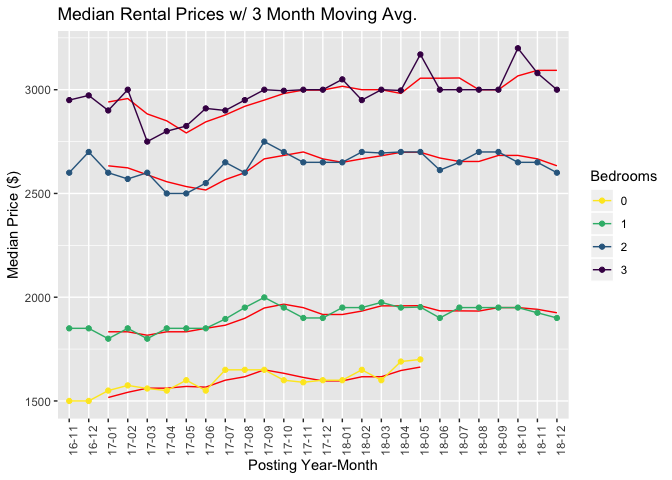 Median Rental Prices w/ 3 Month Moving Avg.
3000
2500
2000
1500
Median Price ($)
16-11 16-12 17-01 17-02 17-03 17-04 17-05 17-06 17-07 17-08 17-09 17-10 17-11 17-12 18-01 18-02 18-03 18-04 18-05 18-06 18-07 18-08 18-09 18-10 18-11 18-12
Posting Year-Month
Bedrooms
0
1
2
3